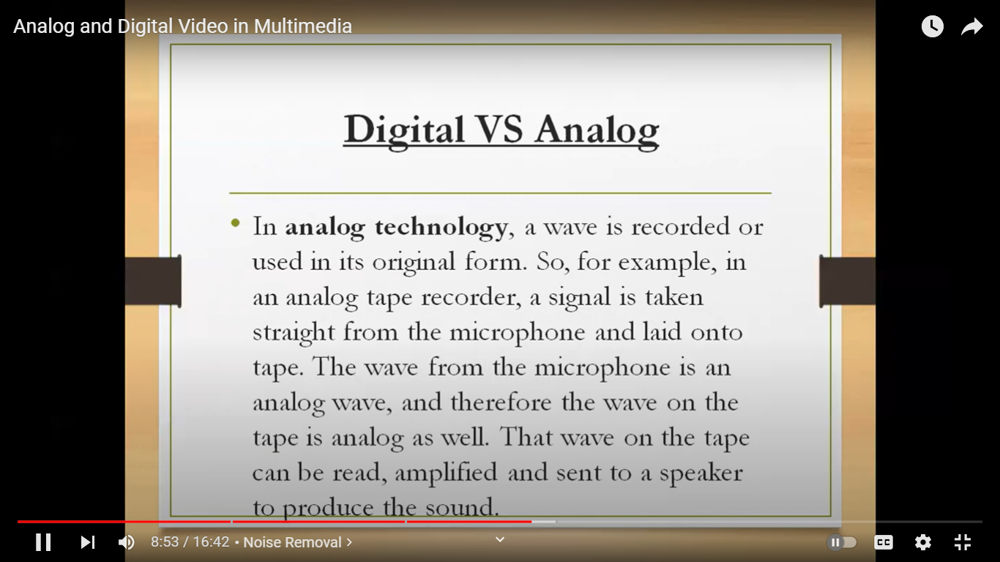 Analog and Digital Video in Multimedia
Digital VS Analog
• In analog technology, a wave is recorded or
used in its original form. So, for example, in
an analog tape recorder, a signal is taken
straight from the microphone and laid onto
tape. The wave from the microphone is an
analog wave, and therefore the wave on the
tape is analog as well. That wave on the tape
can be read, amplified and sent to a speaker
to produce the sound.
8:53 / 16:42 • Noise Removal >
CC